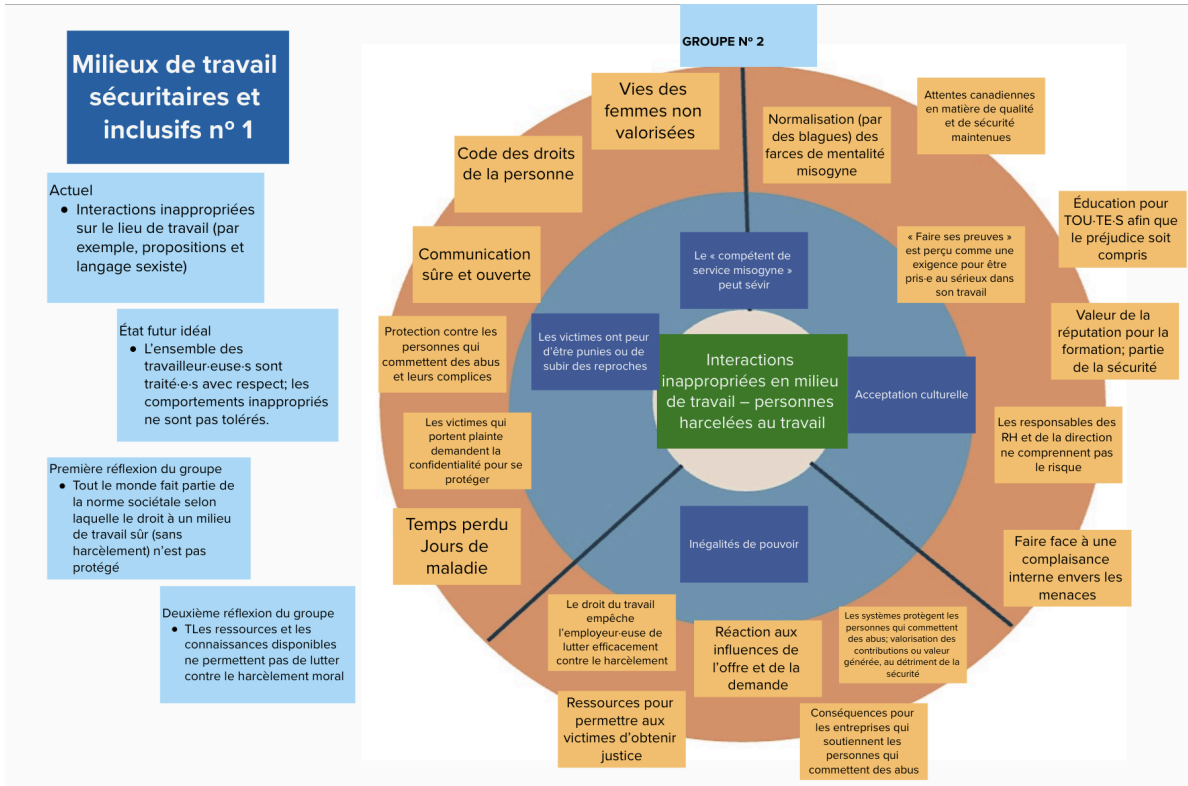 GROUPE Nº 2
Milieux de travail
sécuritaires et
inclusifs nº 1
Actuel
● Interactions inappropriées
sur le lieu de travail (par
exemple, propositions et
langage sexiste)
État futur idéal
● L’ensemble des
travailleur·euse·s sont
traité·e·s avec respect; les
comportements inappropriés
ne sont pas tolérés.
Première réflexion du groupe
● Tout le monde fait partie de
la norme sociétale selon
laquelle le droit à un milieu
de travail sûr (sans
harcèlement) n’est pas
protégé
Deuxième réflexion du groupe
● TLes ressources et les
connaissances disponibles
ne permettent pas de lutter
contre le harcèlement moral
Vies des
femmes non
valorisées
Code des droits
de la personne
Communication
sûre et ouverte
Protection contre les
personnes qui
commettent des abus
et leurs complices
Les victimes qui
portent plainte
demandent la
confidentialité pour se
protéger
Temps perdu
Jours de
maladie
Normalisation (par
des blagues) des
farces de mentalité
misogyne
Attentes canadiennes
en matière de qualité
et de sécurité
maintenues
Éducation pour
TOU·TE·S afin que
le préjudice soit
compris
« Faire ses preuves »
est perçu comme une
exigence pour être
pris·e au sérieux dans
son travail
Valeur de la
réputation pour la
formation; partie
de la sécurité
Les responsables des
RH et de la direction
ne comprennent pas
le risque
Faire face à une
complaisance
interne envers les
menaces
Le « compétent de
service misogyne »
peut sévir
Les victimes ont peur
d’être punies ou de
subir des reproches
Interactions
inappropriées en milieu
de travail – personnes
harcelées au travail
Acceptation culturelle
Inégalités de pouvoir
Le droit du travail
empêche
l’employeur·euse de
lutter efficacement
contre le harcèlement
Réaction aux
influences de
l’offre et de la
demande
Les systèmes protègent les
personnes qui commettent
des abus; valorisation des
contributions ou valeur
générée, au détriment de la
sécurité
Ressources pour
permettre aux
victimes d’obtenir
justice
Conséquences pour
les entreprises qui
soutiennent les
personnes qui
commettent des abus